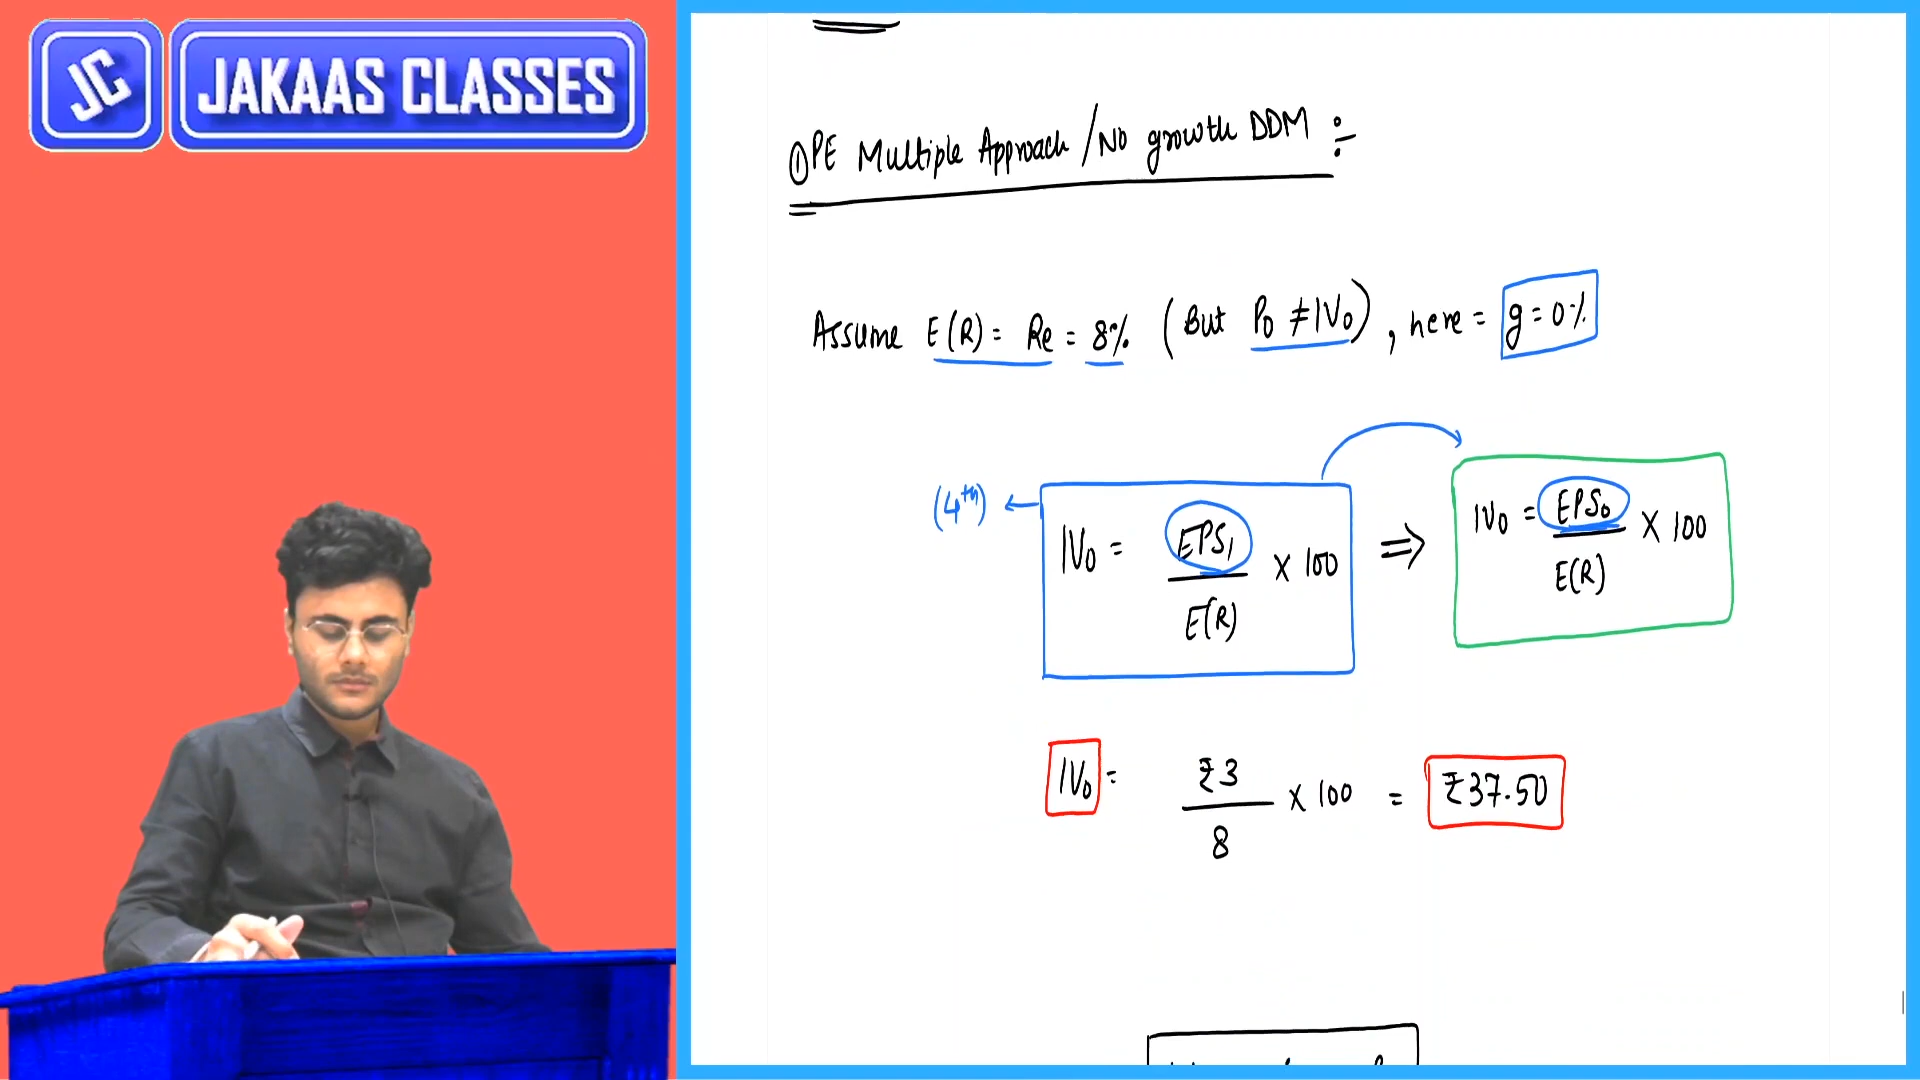 JC JAKAAS CLASSES
① PE Multiple Approach / No growth DDM :-
Assume E(R) = Re = 8% (But P₀ ≠ IV₀), here = g = 0%
(4th) ← IV₀ = EPS₁ / E(R) × 100 ⇒ IV₀ = EPS₀ / E(R) × 100
IV₀ = ₹3 / 8 × 100 = ₹37.50